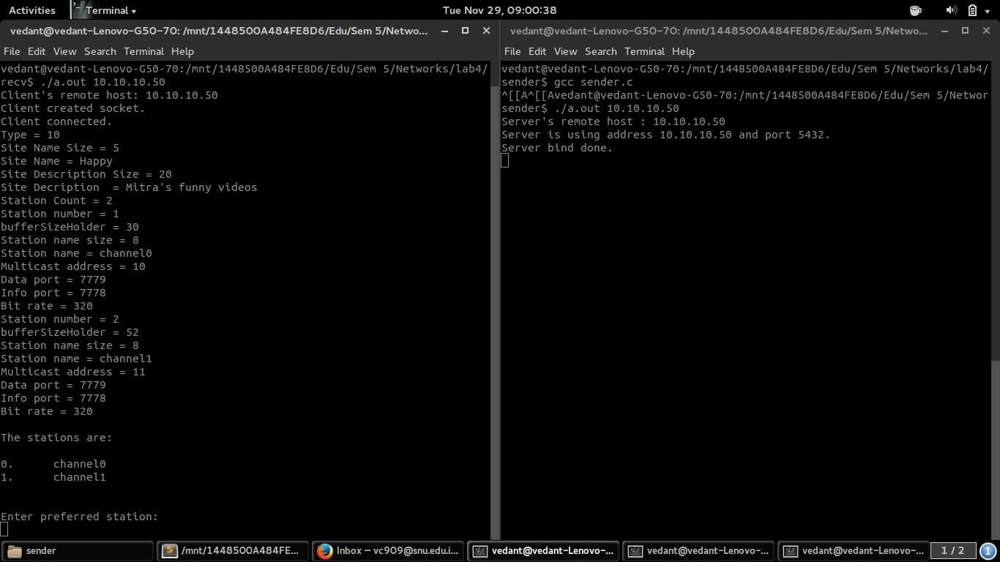 Activities Terminal Tue Nov 29, 09:00:38
vedant@vedant-Lenovo-G50-70: /mnt/1448500A484FE8D6/Edu/Sem 5/Netwo...
File Edit View Search Terminal Help
vedant@vedant-Lenovo-G50-70:/mnt/1448500A484FE8D6/Edu/Sem 5/Networks/lab4/
recv$ ./a.out 10.10.10.50
Client's remote host: 10.10.10.50
Client created socket.
Client connected.
Type = 10
Site Name Size = 5
Site Name = Happy
Site Description Size = 20
Site Decription  = Mitra's funny videos
Station Count = 2
Station number = 1
bufferSizeHolder = 30
Station name size = 8
Station name = channel0
Multicast address = 10
Data port = 7779
Info port = 7778
Bit rate = 320
Station number = 2
bufferSizeHolder = 52
Station name size = 8
Station name = channel1
Multicast address = 11
Data port = 7779
Info port = 7778
Bit rate = 320
The stations are:
0.      channel0
1.      channel1
Enter preferred station:
vedant@vedant-Lenovo-G50-70: /mnt/1448500A484FE8D6/Edu/Sem 5/Netwo...
File Edit View Search Terminal Help
vedant@vedant-Lenovo-G50-70:/mnt/1448500A484FE8D6/Edu/Sem 5/Networks/lab4/
sender$ gcc sender.c
^[[A^[[Avedant@vedant-Lenovo-G50-70:/mnt/1448500A484FE8D6/Edu/Sem 5/Networ
sender$ ./a.out 10.10.10.50
Server's remote host : 10.10.10.50
Server is using address 10.10.10.50 and port 5432.
Server bind done.
sender /mnt/1448500A484FE... Inbox – vc909@snu.edu.i... vedant@vedant-Lenovo-... vedant@vedant-Lenovo-... vedant@vedant-Lenovo-... 1 / 2 1